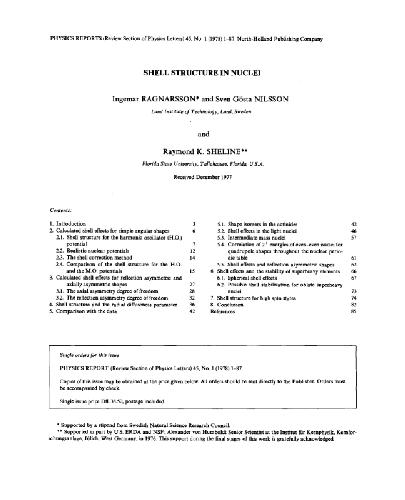 PHYSICS REPORTS (Review Section of Physics Letters) 45, No. 1 (1978) 1–87. North-Holland Publishing Company
SHELL STRUCTURE IN NUCLEI
Ingemar RAGNARSSON* and Sven Gösta NILSSON
Lund Institute of Technology, Lund, Sweden
and
Raymond K. SHELINE**
Florida State University, Tallahassee, Florida, U.S.A.
Received December 1977
Contents:
1. Introduction 3
2. Calculated shell effects for simple nuclear shapes 6
2.1. Shell structure for the harmonic oscillator (H.O.)
potential 7
2.2. Realistic nuclear potentials 12
2.3. The shell correction method 14
2.4. Comparison of the shell structure for the H.O.
and the M.O. potentials 15
3. Calculated shell effects for reflection asymmetric and
axially asymmetric shapes 22
3.1. The axial asymmetry degree of freedom 28
3.2. The reflection asymmetry degree of freedom 32
4. Shell structure and the radial differences parameter 36
5. Comparison with the data 42
5.1. Shape isomers in the actinides 42
5.2. Shell effects in the light nuclei 46
5.3. Intermediate mass nuclei 57
5.4. Correlation of 2⁺ energies of even-even nuclei for
quadrupole shapes throughout the nuclear perio-
dic table 61
5.5. Shell effects and reflection asymmetric shapes 63
6. Shell effects and the stability of superheavy elements 66
6.1. Spherical shell effects 67
6.2. Possible shell stabilization for oblate superheavy
nuclei 73
7. Shell structure for high spin states 74
8. Conclusion 82
References 85
Single orders for this issue
PHYSICS REPORT (Review Section of Physics Letters) 45, No. 1 (1978) 1–87.
Copies of this issue may be obtained at the price given below. All orders should be sent directly to the Publisher. Orders must
be accompanied by check.
Single issue price Dfl. postage included.
* Supported by a stipend from Swedish Natural Science Research Council.
** Supported in part by U.S. ERDA and NSF. Alexander von Humboldt Senior Scientist at the Institut für Kernphysik, Kernfor-
schungsanlage, Jülich, West Germany, in 1976. This support during the final stages of this work is gratefully acknowledged.